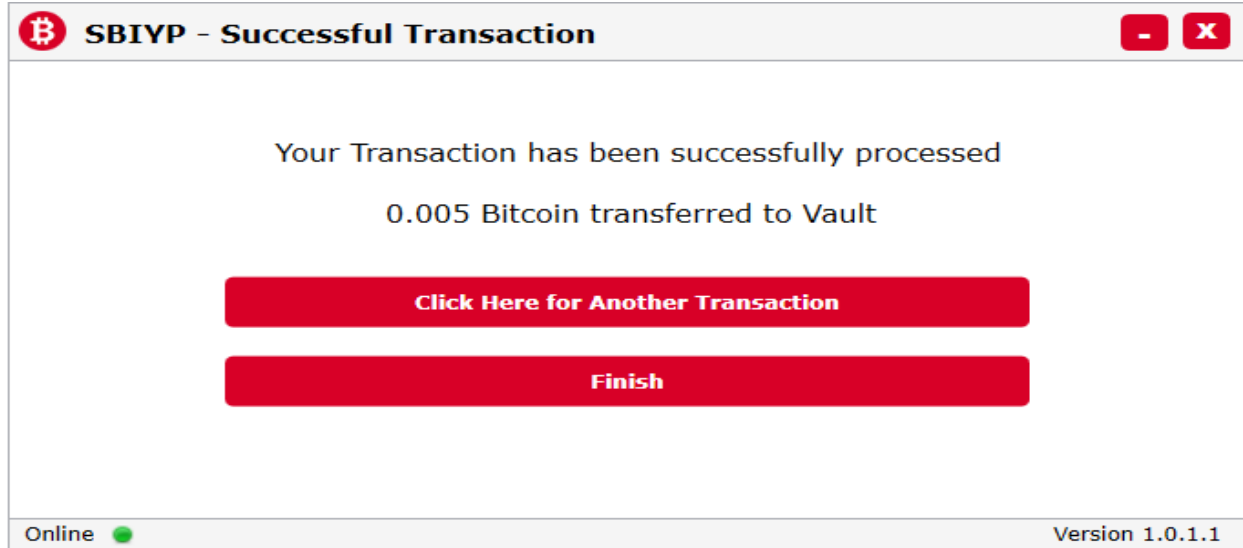 SBIYP - Successful Transaction
- X
Your Transaction has been successfully processed
0.005 Bitcoin transferred to Vault
Click Here for Another Transaction
Finish
Online
Version 1.0.1.1